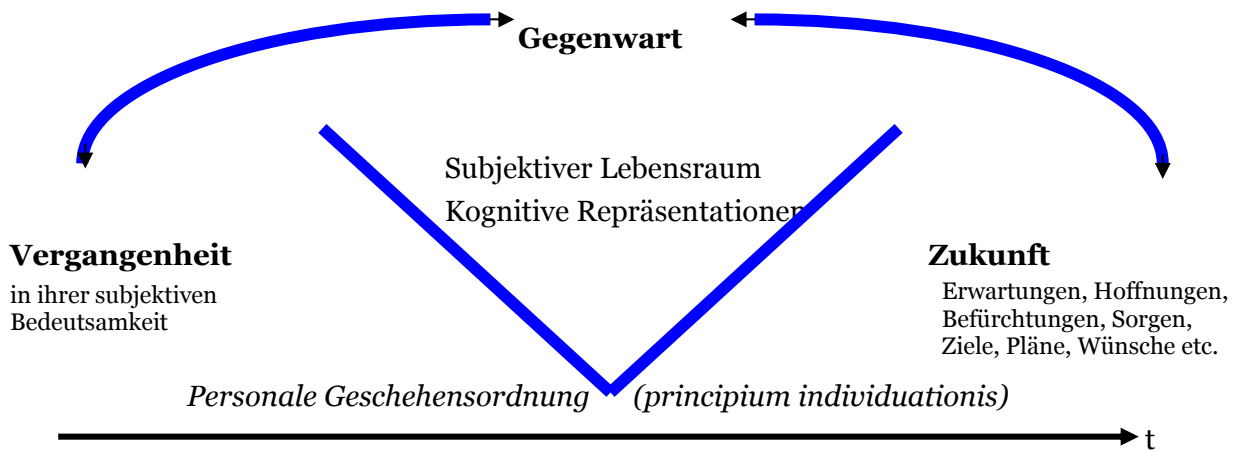 Gegenwart
Subjektiver Lebensraum
Kognitive Repräsentationen
Vergangenheit
in ihrer subjektiven
Bedeutsamkeit
Zukunft
Erwartungen, Hoffnungen,
Befürchtungen, Sorgen,
Ziele, Pläne, Wünsche etc.
Personale Geschehensordnung (principium individuationis)
t